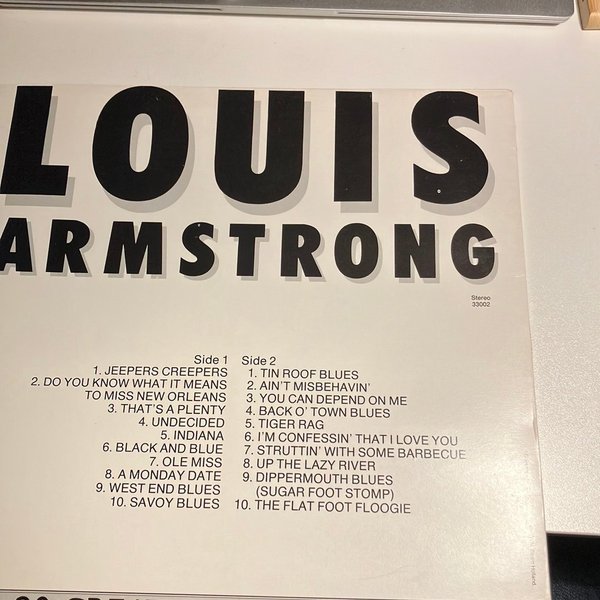 LOUIS
ARMSTRONG
Stereo
33002
Side 1
1. JEEPERS CREEPERS
2. DO YOU KNOW WHAT IT MEANS
TO MISS NEW ORLEANS
3. THAT'S A PLENTY
4. UNDECIDED
5. INDIANA
6. BLACK AND BLUE
7. OLE MISS
8. A MONDAY DATE
9. WEST END BLUES
10. SAVOY BLUES
Side 2
1. TIN ROOF BLUES
2. AIN'T MISBEHAVIN'
3. YOU CAN DEPEND ON ME
4. BACK O' TOWN BLUES
5. TIGER RAG
6. I'M CONFESSIN' THAT I LOVE YOU
7. STRUTTIN' WITH SOME BARBECUE
8. UP THE LAZY RIVER
9. DIPPERMOUTH BLUES
(SUGAR FOOT STOMP)
10. THE FLAT FOOT FLOOGIE
Holland